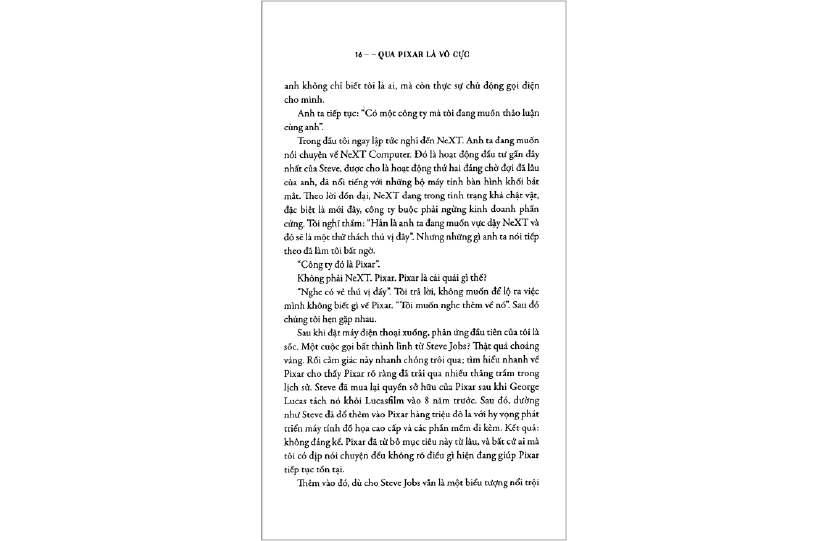 16 — – QUA PIXAR LÀ VÔ CỰC
anh không chỉ biết tôi là ai, mà còn thực sự chủ động gọi điện
cho mình.
Anh ta tiếp tục: “Có một công ty mà tôi đang muốn thảo luận
cùng anh”.
Trong đầu tôi ngay lập tức nghĩ đến NeXT. Anh ta đang muốn
nói chuyện về NeXT Computer. Đó là hoạt động đầu tư gần đây
nhất của Steve, được cho là hoạt động thứ hai đáng chờ đợi đã lâu
của anh, đã nổi tiếng với những bộ máy tính bàn hình khối bắt
mắt. Theo lời đồn đại, NeXT đang trong tình trạng khá chật vật,
đặc biệt là mới đây, công ty buộc phải ngừng kinh doanh phần
cứng. Tôi nghĩ thầm: “Hẳn là anh ta đang muốn vực dậy NeXT và
đó sẽ là một thử thách thú vị đây”. Nhưng những gì anh ta nói tiếp
theo đã làm tôi bất ngờ.
“Công ty đó là Pixar”.
Không phải NeXT. Pixar. Pixar là cái quái gì thế?
“Nghe có vẻ thú vị đấy”. Tôi trả lời, không muốn để lộ ra việc
mình không biết gì về Pixar. “Tôi muốn nghe thêm về nó”. Sau đó
chúng tôi hẹn gặp nhau.
Sau khi đặt máy điện thoại xuống, phản ứng đầu tiên của tôi là
sốc. Một cuộc gọi bất thình lình từ Steve Jobs? Thật quá choáng
váng. Rồi cảm giác này nhanh chóng trôi qua; tìm hiểu nhanh về
Pixar cho thấy Pixar rõ ràng đã trải qua nhiều thăng trầm trong
lịch sử. Steve đã mua lại quyền sở hữu của Pixar sau khi George
Lucas tách nó khỏi Lucasfilm vào 8 năm trước. Sau đó, dường
như Steve đã đổ thêm vào Pixar hàng triệu đô la với hy vọng phát
triển máy tính đồ họa cao cấp và các phần mềm đi kèm. Kết quả:
không đáng kể. Pixar đã từ bỏ mục tiêu này từ lâu, và bất cứ ai mà
tôi có dịp nói chuyện đều không rõ điều gì hiện đang giúp Pixar
tiếp tục tồn tại.
Thêm vào đó, dù cho Steve Jobs vẫn là một biểu tượng nổi trội